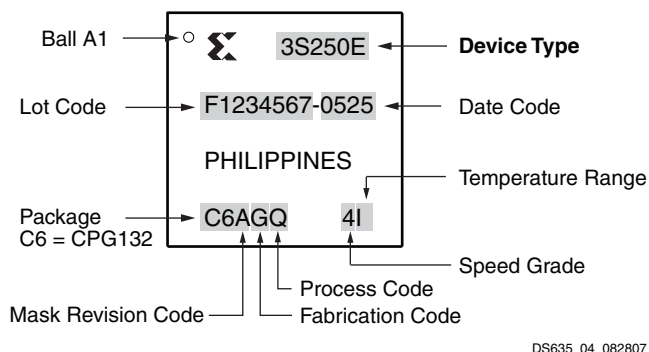 Ball A1
3S250E
Device Type
Lot Code
F1234567-0525
Date Code
PHILIPPINES
Temperature Range
Package
C6 = CPG132
C6AGQ
4I
Speed Grade
Process Code
Mask Revision Code
Fabrication Code
DS635_04_082807